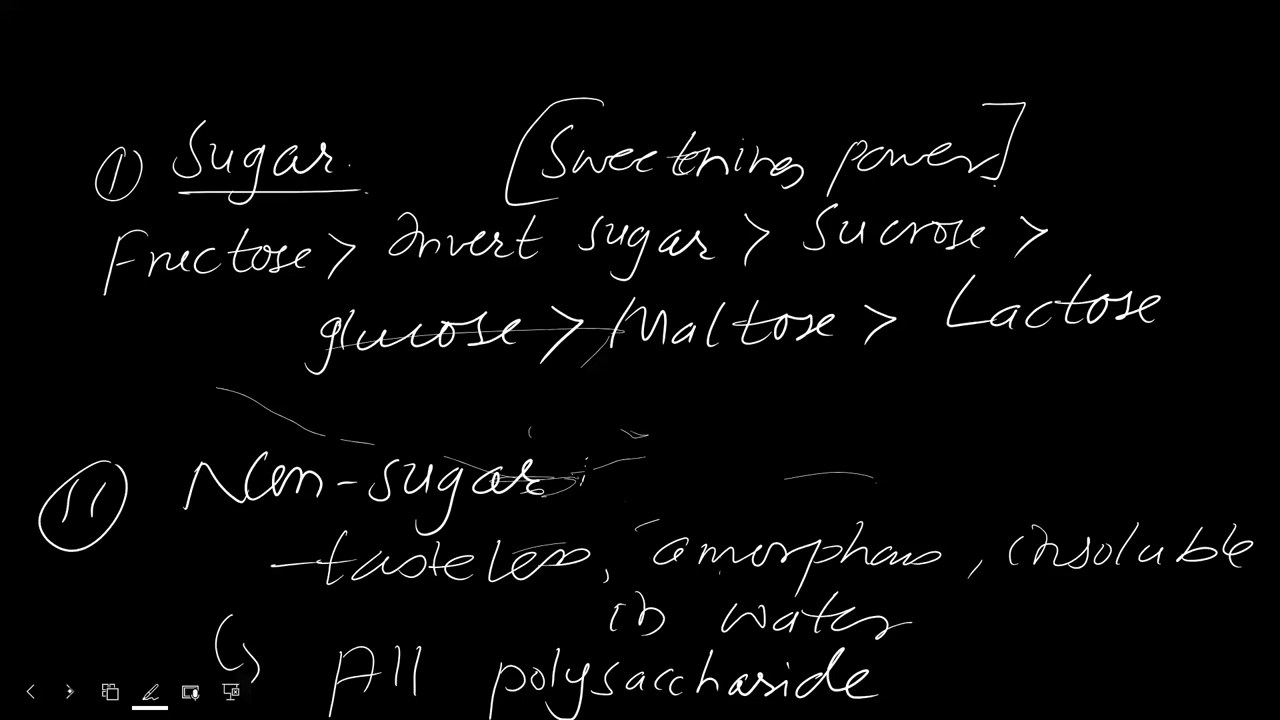 ① Sugar. [Sweetning power]
Fructose > Invert sugar > Sucrose >
glucose > Maltose > Lactose
II Non-sugar
- tasteless, amorphous, insoluble
in water
↳ All polysaccharide